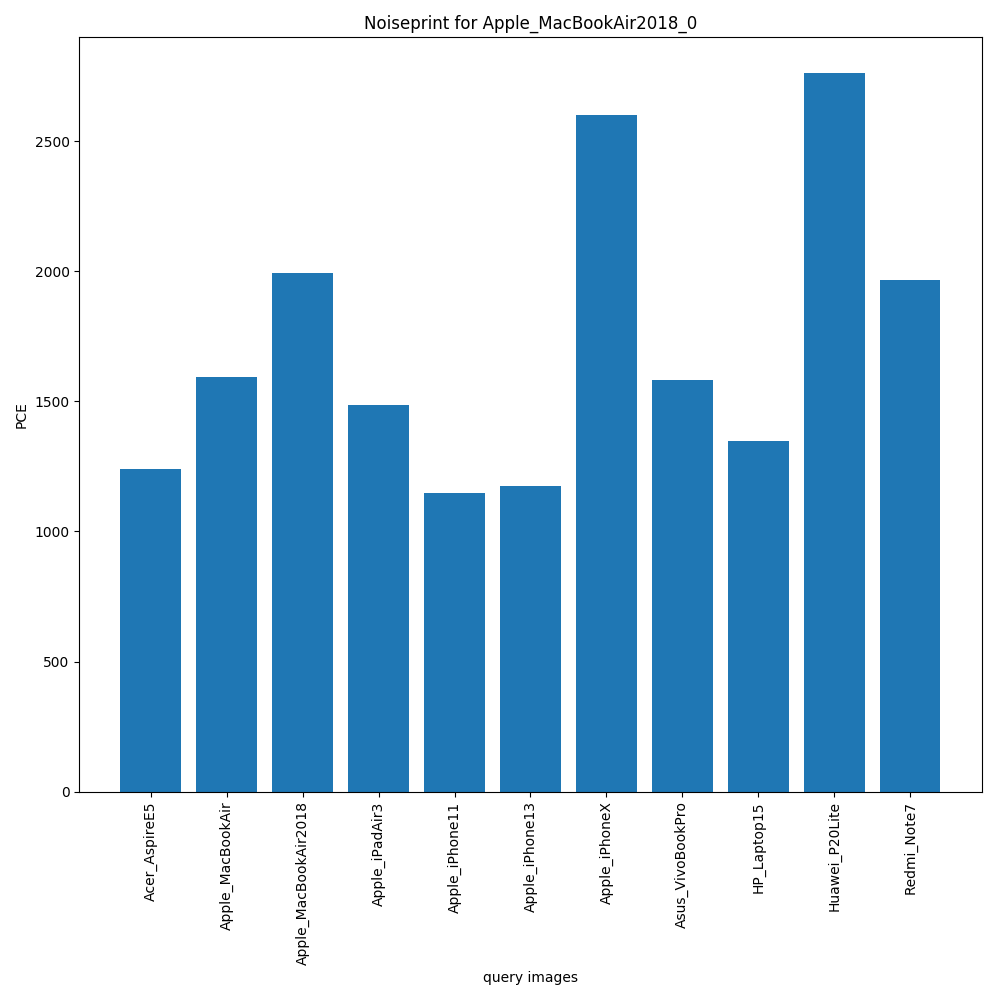 Noiseprint for Apple_MacBookAir2018_0
PCE
2500
2000
1500
1000
500
0
Acer_AspireE5
Apple_MacBookAir
Apple_MacBookAir2018
Apple_iPadAir3
Apple_iPhone11
Apple_iPhone13
Apple_iPhoneX
Asus_VivoBookPro
HP_Laptop15
Huawei_P20Lite
Redmi_Note7
query images